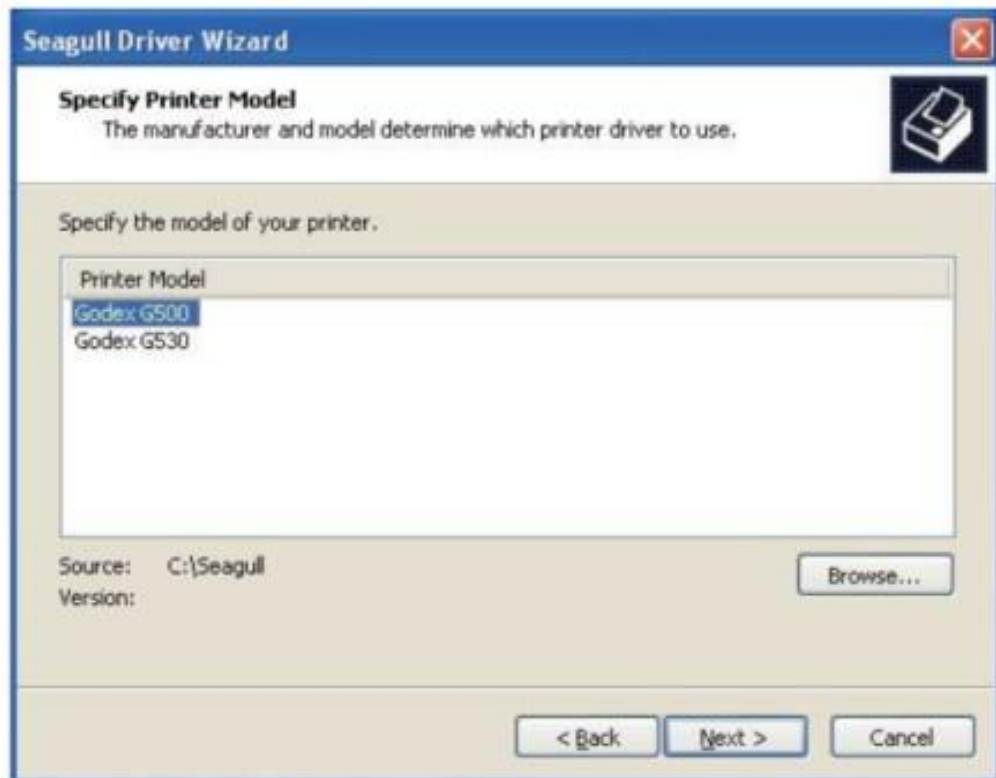 Seagull Driver Wizard
Specify Printer Model
The manufacturer and model determine which printer driver to use.
Specify the model of your printer.
Printer Model
Godex G500
Godex G530
Source: C:\Seagull
Browse...
Version:
< Back Next > Cancel